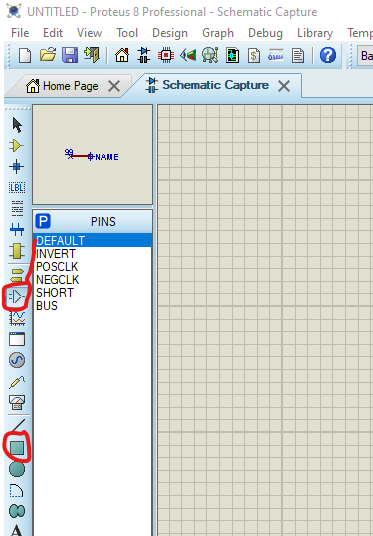 UNTITLED - Proteus 8 Professional - Schematic Capture
File Edit View Tool Design Graph Debug Library
Ba
Home Page Schematic Capture
99 NAME
LBL
P PINS
DEFAULT
INVERT
POSCLK
NEGCLK
SHORT
BUS
A